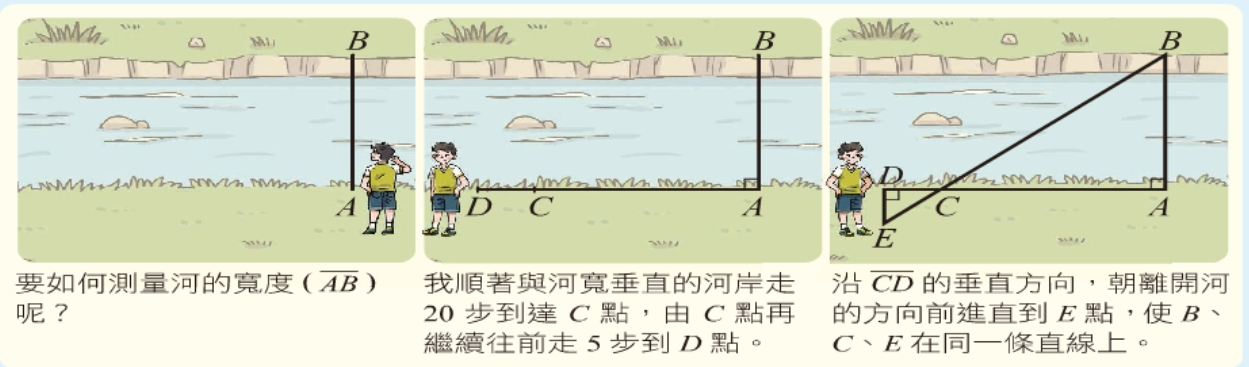 B
A
要如何測量河的寬度（AB）
呢？
B
D C A
我順著與河寬垂直的河岸走
20 步到達 C 點，由 C 點再
繼續往前走 5 步到 D 點。
B
D
C A
E
沿 CD 的垂直方向，朝離開河
的方向前進直到 E 點，使 B、
C、E 在同一條直線上。